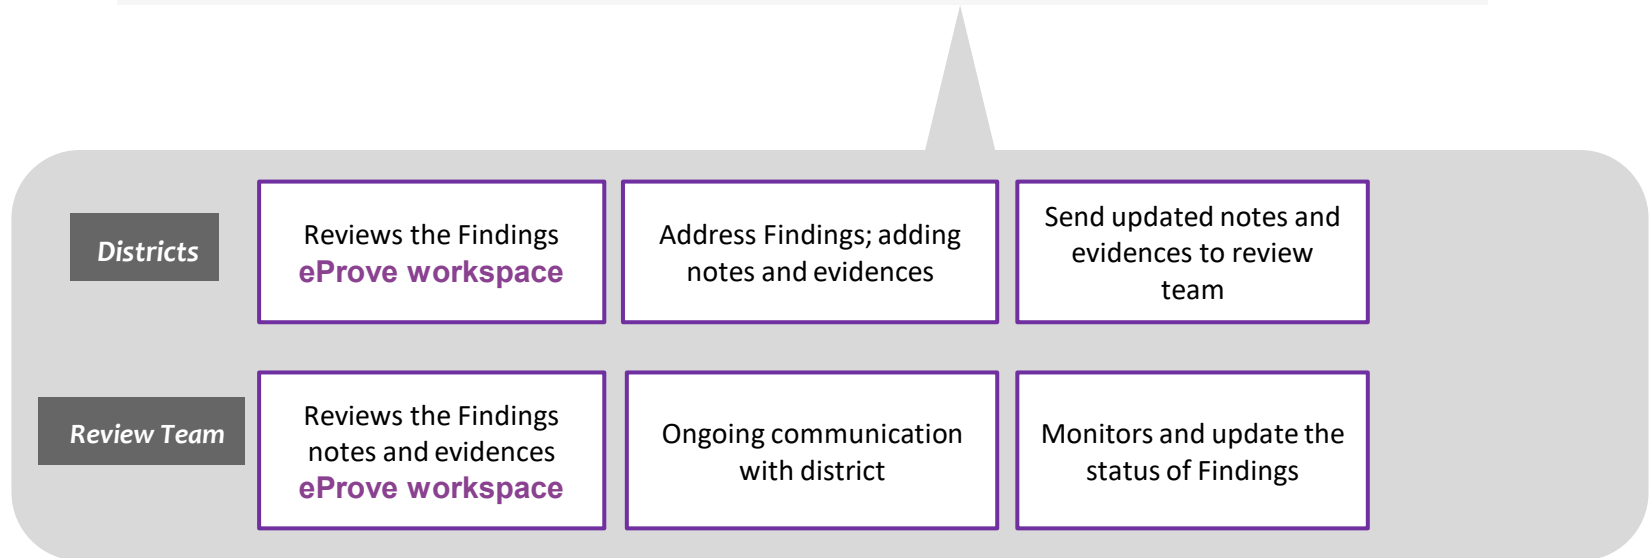 Districts
Reviews the Findings
eProve workspace
Address Findings; adding
notes and evidences
Send updated notes and
evidences to review
team
Review Team
Reviews the Findings
notes and evidences
eProve workspace
Ongoing communication
with district
Monitors and update the
status of Findings